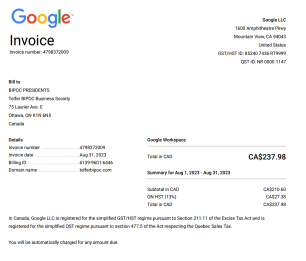 Google
Google LLC
1600 Amphitheatre Pkwy
Mountain View, CA 94043
United States
GST/HST ID: 85240 7436 RT9999
QST ID: NR 0000 1147
Invoice
Invoice number: 4798372009
Bill to
BIPOC PRESIDENTS
Telfer BIPOC Business Society
75 Laurier Ave. E
Ottawa, ON K1N 6N5
Canada
Details
Invoice number 4798372009
Invoice date Aug 31, 2023
Billing ID 6139-9601-6446
Domain name telferbipoc.com
Google Workspace
Total in CAD CA$237.98
Summary for Aug 1, 2023 - Aug 31, 2023
Subtotal in CAD CA$210.60
ON HST (13%) CA$27.38
Total in CAD CA$237.98
In Canada, Google LLC is registered for the simplified GST/HST regime pursuant to Section 211.11 of the Excise Tax Act and is
registered for the simplified QST regime pursuant to section 477.5 of the Act respecting the Quebec Sales Tax.
You will be automatically charged for any amount due.